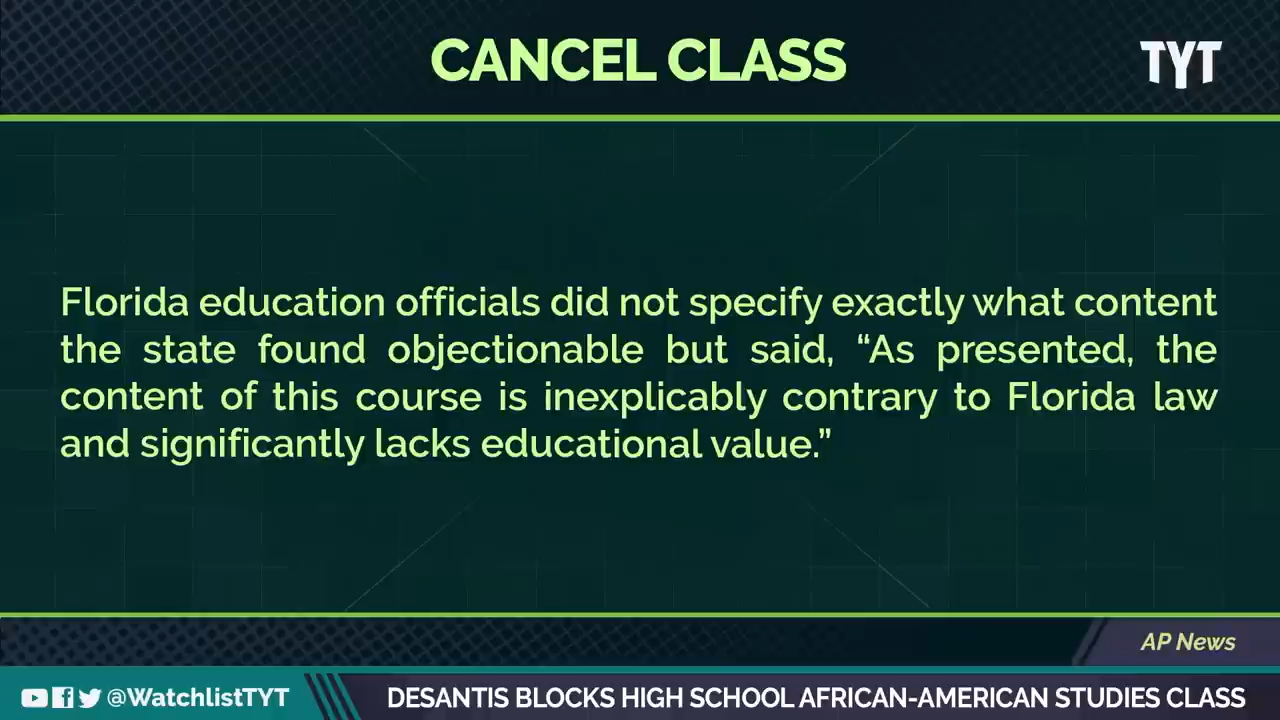 CANCEL CLASS
TYT
Florida education officials did not specify exactly what content
the state found objectionable but said, “As presented, the
content of this course is inexplicably contrary to Florida law
and significantly lacks educational value.”
AP News
@WatchlistTYT
DESANTIS BLOCKS HIGH SCHOOL AFRICAN-AMERICAN STUDIES CLASS